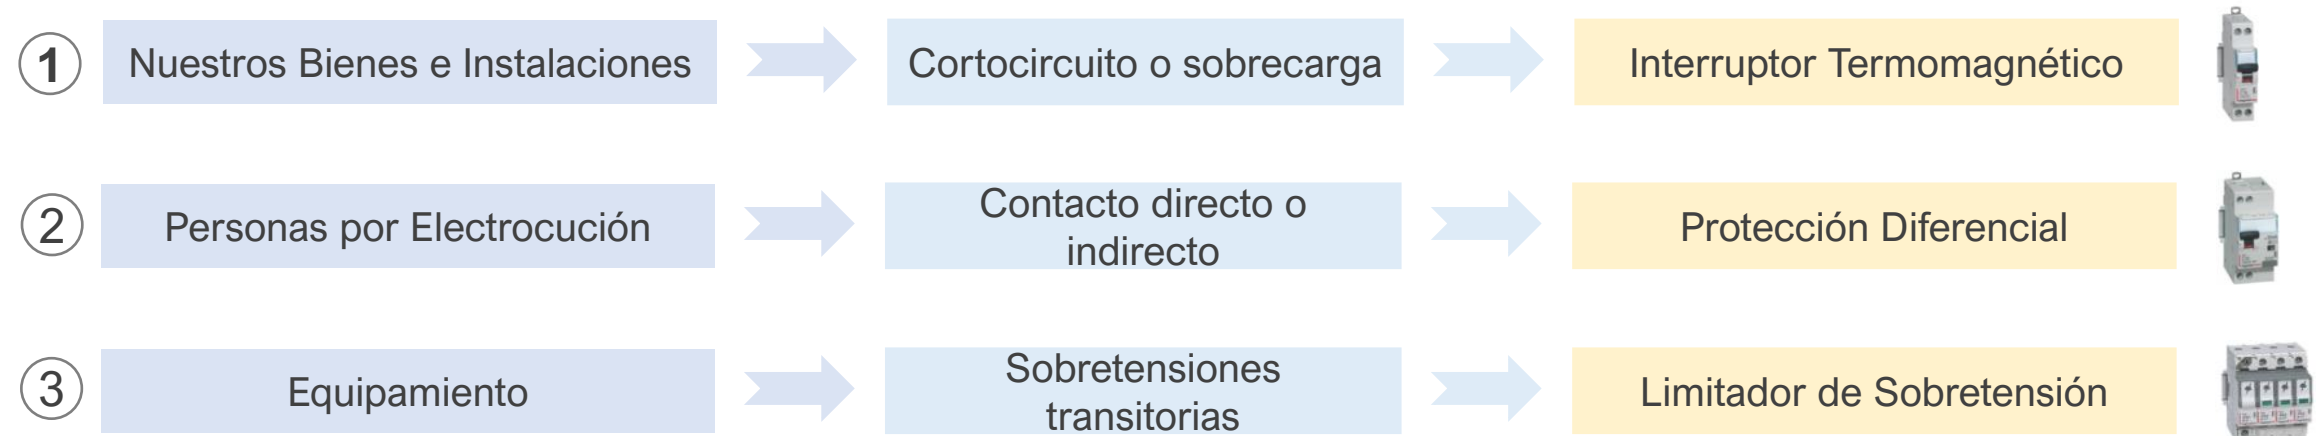 1
Nuestros Bienes e Instalaciones
Cortocircuito o sobrecarga
Interruptor Termomagnético
2
Personas por Electrocución
Contacto directo o
indirecto
Protección Diferencial
3
Equipamiento
Sobretensiones
transitorias
Limitador de Sobretensión